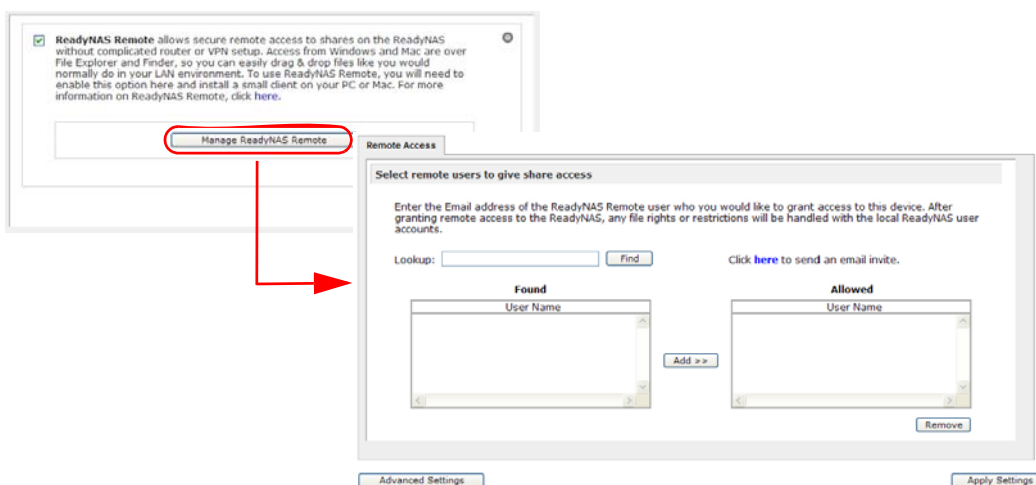 ReadyNAS Remote allows secure remote access to shares on the ReadyNAS
without complicated router or VPN setup. Access from Windows and Mac are over
File Explorer and Finder, so you can easily drag & drop files like you would
normally do in your LAN environment. To use ReadyNAS Remote, you will need to
enable this option here and install a small client on your PC or Mac. For more
information on ReadyNAS Remote, click here.
Manage ReadyNAS Remote
Remote Access
Select remote users to give share access
Enter the Email address of the ReadyNAS Remote user who you would like to grant access to this device. After
granting remote access to the ReadyNAS, any file rights or restrictions will be handled with the local ReadyNAS user
accounts.
Lookup: Find Click here to send an email invite.
Found Allowed
User Name User Name
Add >>
Remove
Advanced Settings Apply Settings